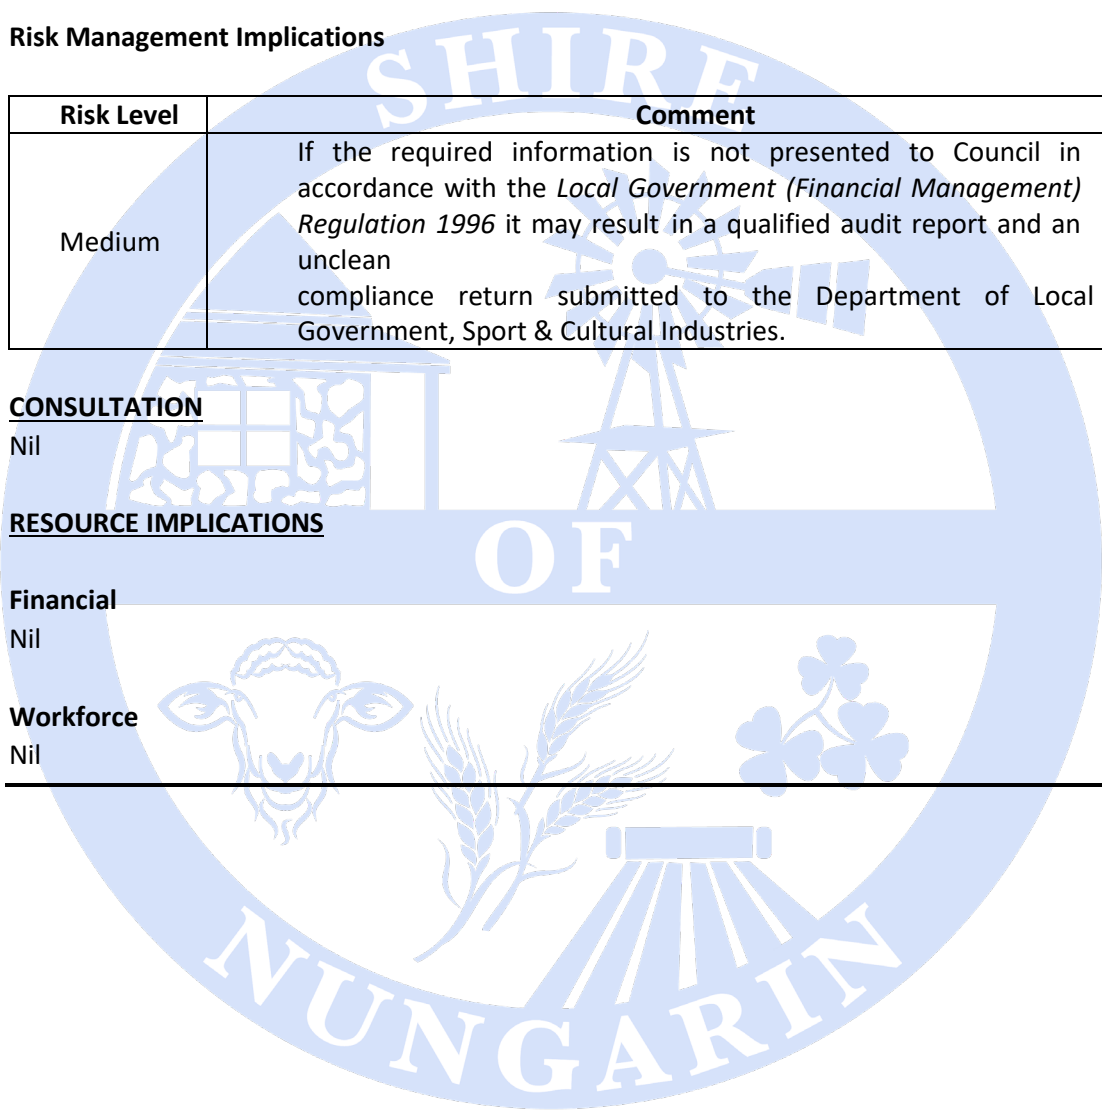 Risk Management Implications
Risk Level Comment
Medium
If the required information is not presented to Council in
accordance with the Local Government (Financial Management)
Regulation 1996 it may result in a qualified audit report and an
unclean
compliance return submitted to the Department of Local
Government, Sport & Cultural Industries.
CONSULTATION
Nil
RESOURCE IMPLICATIONS
Financial
Nil
Workforce
Nil
SHIRE
OF
NUNGARIN